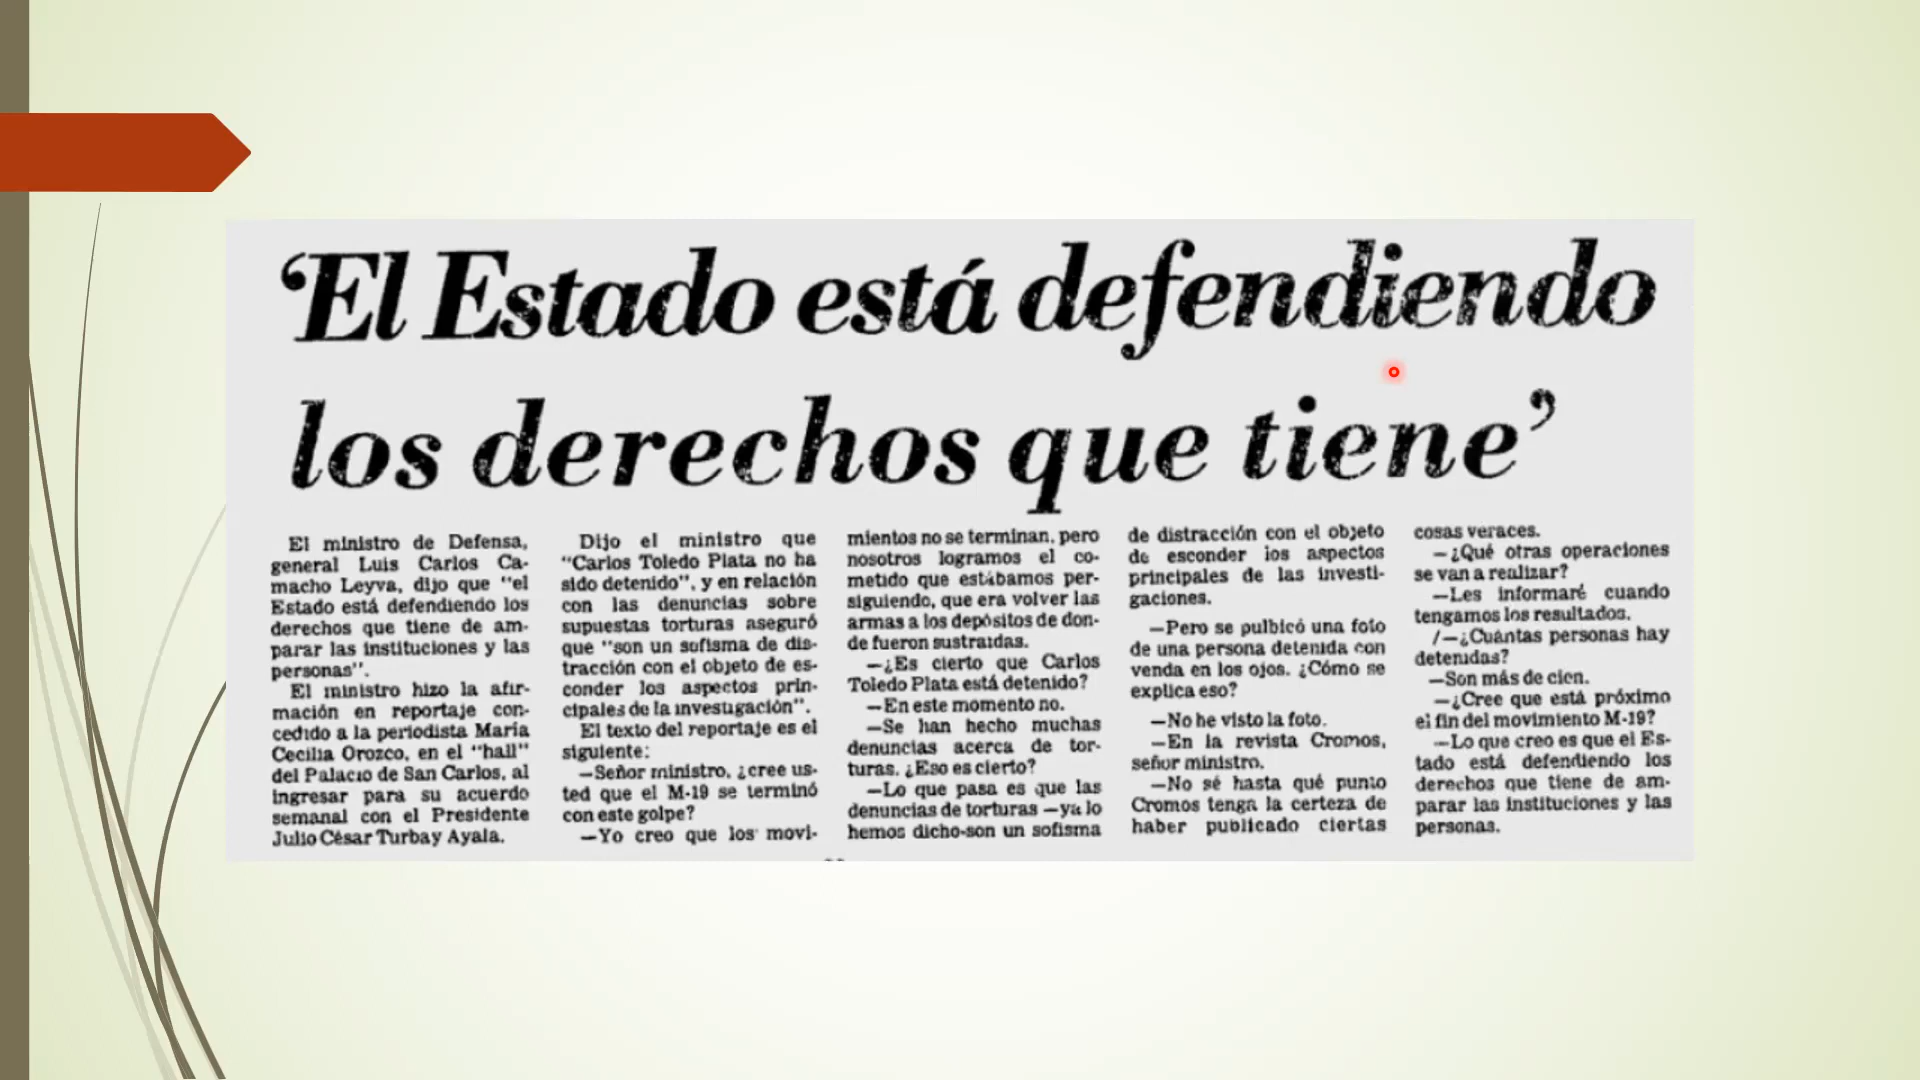 ‘El Estado está defendiendo
los derechos que tiene’
El ministro de Defensa,
general Luis Carlos Ca-
macho Leyva, dijo que “el
Estado está defendiendo los
derechos que tiene de am-
parar las instituciones y las
personas”.
El ministro hizo la afir-
mación en reportaje con-
cedido a la periodista María
Cecilia Orozco, en el “hall”
del Palacio de San Carlos, al
ingresar para su acuerdo
semanal con el Presidente
Julio César Turbay Ayala.
Dijo el ministro que
“Carlos Toledo Plata no ha
sido detenido”, y en relación
con las denuncias sobre
supuestas torturas aseguró
que “son un sofisma de dis-
tracción con el objeto de es-
conder los aspectos prin-
cipales de la investigación”.
El texto del reportaje es el
siguiente:
—Señor ministro, ¿cree us-
ted que el M-19 se terminó
con este golpe?
—Yo creo que los movi-
mientos no se terminan, pero
nosotros logramos el co-
metido que estábamos per-
siguiendo, que era volver las
armas a los depósitos de don-
de fueron sustraidas.
—¿Es cierto que Carlos
Toledo Plata está detenido?
—En este momento no.
—Se han hecho muchas
denuncias acerca de tor-
turas. ¿Eso es cierto?
—Lo que pasa es que las
denuncias de torturas —ya lo
hemos dicho-son un sofisma
de distracción con el objeto
de esconder los aspectos
principales de las investi-
gaciones.
—Pero se pulbicó una foto
de una persona detenida con
venda en los ojos. ¿Cómo se
explica eso?
—No he visto la foto.
—En la revista Cromos,
señor ministro.
—No sé hasta qué punto
Cromos tenga la certeza de
haber publicado ciertas
cosas veraces.
—¿Qué otras operaciones
se van a realizar?
—Les informaré cuando
tengamos los resultados.
/—¿Cuántas personas hay
detenidas?
—Son más de cien.
—¿Cree que está próximo
el fin del movimiento M-19?
—Lo que creo es que el Es-
tado está defendiendo los
derechos que tiene de am-
parar las instituciones y las
personas.